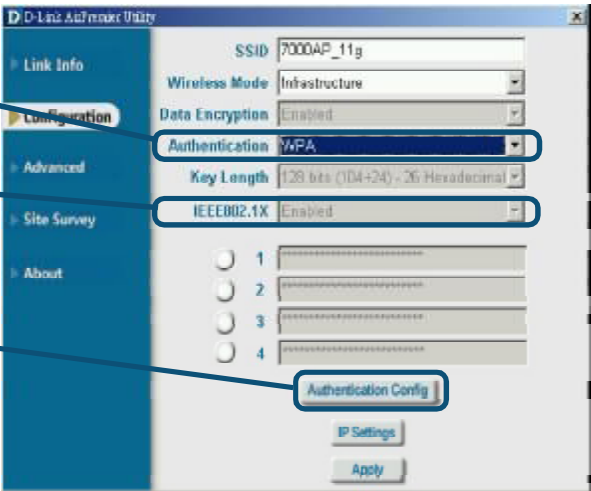 D D-Link AirPremier Utility
SSID 7000AP_11g
Link Info
Wireless Mode Infrastructure
Configuration
Data Encryption Enabled
Authentication WPA
Advanced
Key Length 128 bits (104+24) - 26 Hexadecimal
Site Survey
IEEE802.1X Enabled
About
1 **************************
2 **************************
3 **************************
4 **************************
Authentication Config
IP Settings
Apply